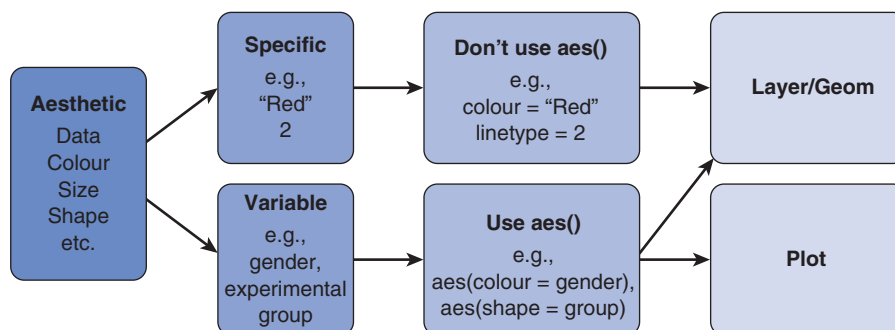 Aesthetic
Data
Colour
Size
Shape
etc.
Specific
e.g.,
“Red”
2
Don’t use aes()
e.g.,
colour = “Red”
linetype = 2
Layer/Geom
Variable
e.g.,
gender,
experimental
group
Use aes()
e.g.,
aes(colour = gender),
aes(shape = group)
Plot